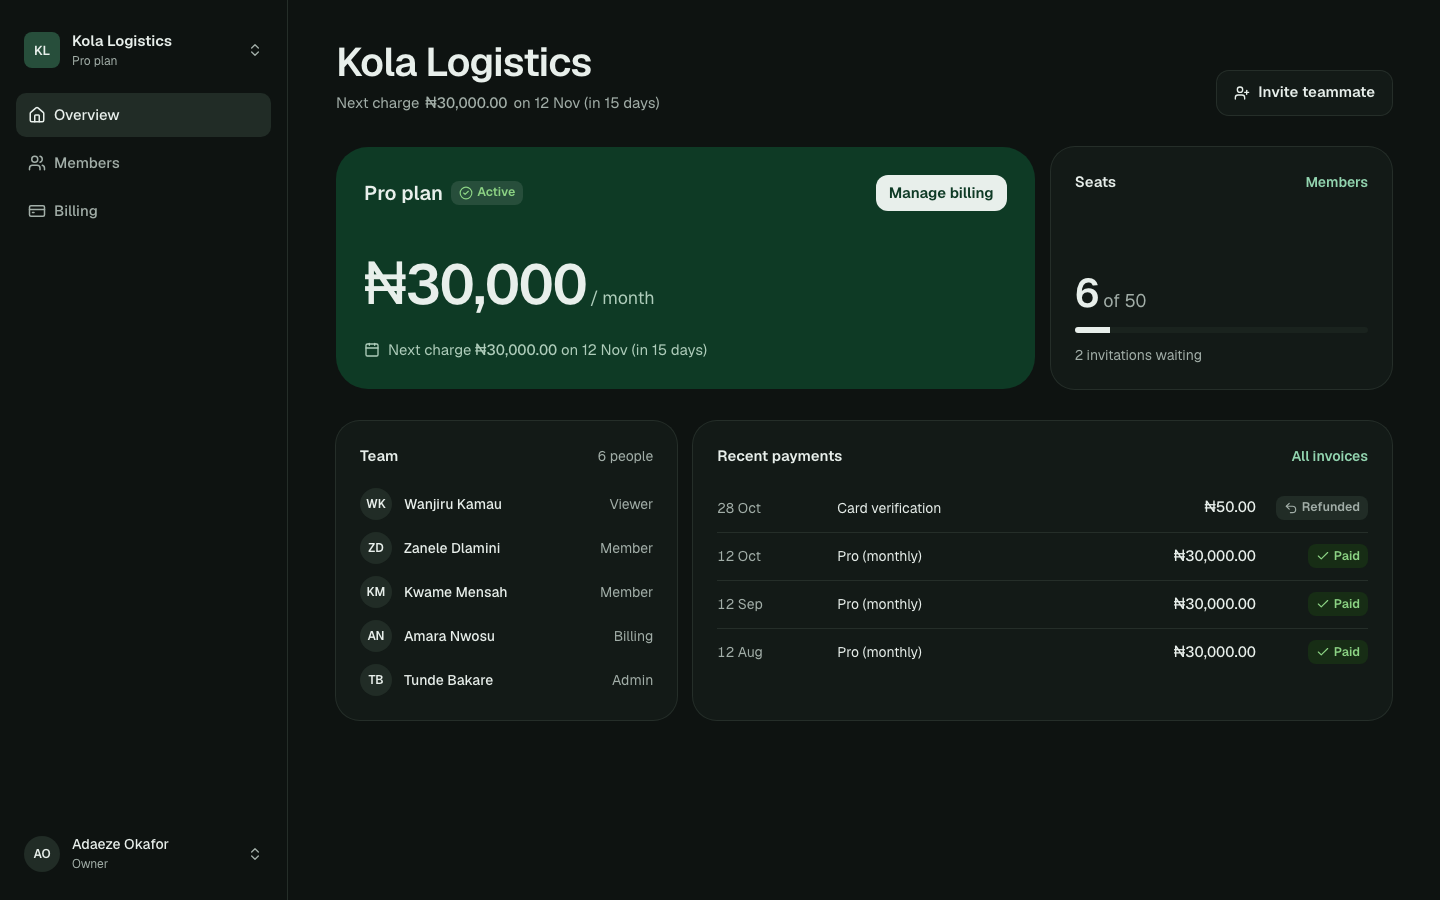 KL
Kola Logistics
Pro plan
Overview
Members
Billing
AO
Adaeze Okafor
Owner
Kola Logistics
Next charge ₦30,000.00 on 12 Nov (in 15 days)
Invite teammate
Pro plan
Active
Manage billing
₦30,000 / month
Next charge ₦30,000.00 on 12 Nov (in 15 days)
Seats
Members
6 of 50
2 invitations waiting
Team
6 people
WK Wanjiru Kamau Viewer
ZD Zanele Dlamini Member
KM Kwame Mensah Member
AN Amara Nwosu Billing
TB Tunde Bakare Admin
Recent payments
All invoices
28 Oct Card verification ₦50.00 Refunded
12 Oct Pro (monthly) ₦30,000.00 Paid
12 Sep Pro (monthly) ₦30,000.00 Paid
12 Aug Pro (monthly) ₦30,000.00 Paid